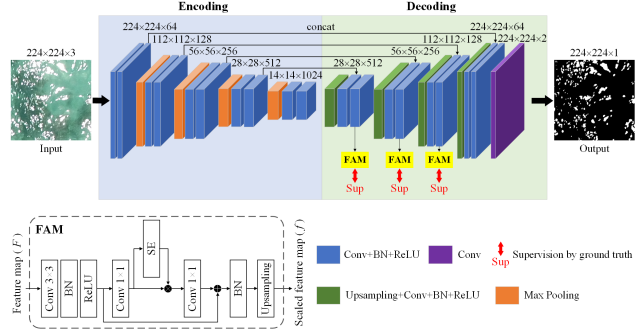 Encoding
Decoding
224×224×3
224×224×64
concat
224×224×64
224×224×1
112×112×128
112×112×128
224×224×2
56×56×256
56×56×256
28×28×512
28×28×512
14×14×1024
Input
Output
FAM
FAM
FAM
Sup
Sup
Sup
FAM
Feature map (F)
Conv 3×3
BN
ReLU
Conv 1×1
SE
Conv 1×1
BN
Upsampling
Scaled feature map (f)
Conv+BN+ReLU
Conv
Sup
Supervision by ground truth
Upsampling+Conv+BN+ReLU
Max Pooling